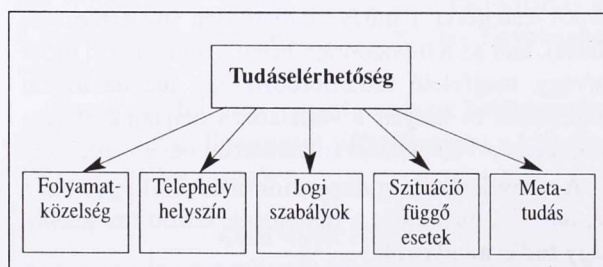 Tudáselérhetőség
Folyamat-
közelség
Telephely
helyszín
Jogi
szabályok
Szituáció
függő
esetek
Meta-
tudás